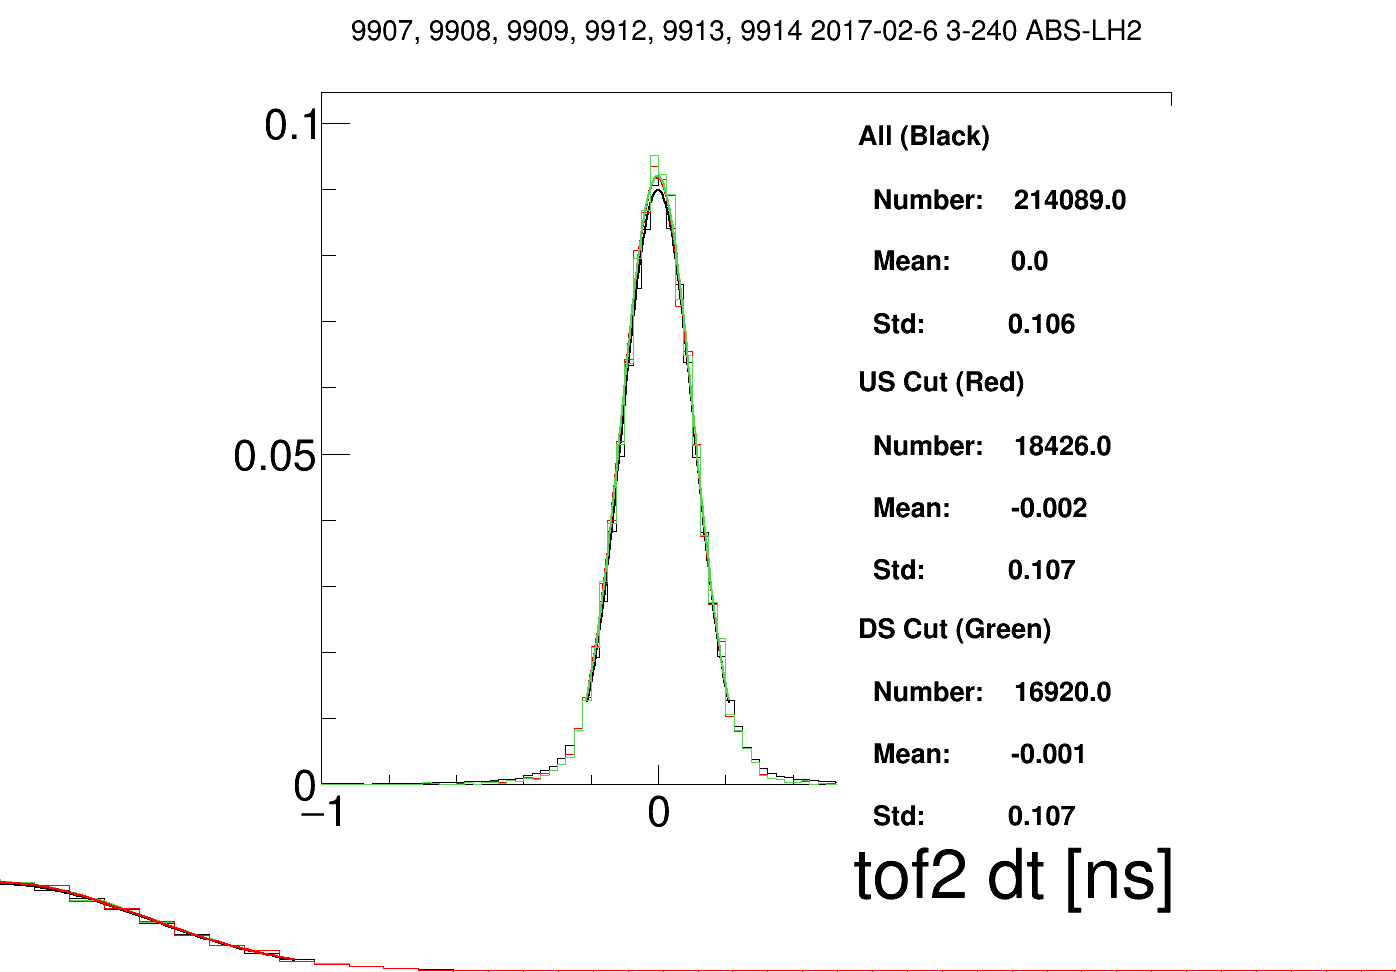 9907, 9908, 9909, 9912, 9913, 9914 2017-02-6 3-240 ABS-LH2
0.1
All (Black)
Number: 214089.0
Mean: 0.0
Std: 0.106
US Cut (Red)
0.05
Number: 18426.0
Mean: -0.002
Std: 0.107
DS Cut (Green)
Number: 16920.0
Mean: -0.001
0
−1 0
Std: 0.107
tof2 dt [ns]